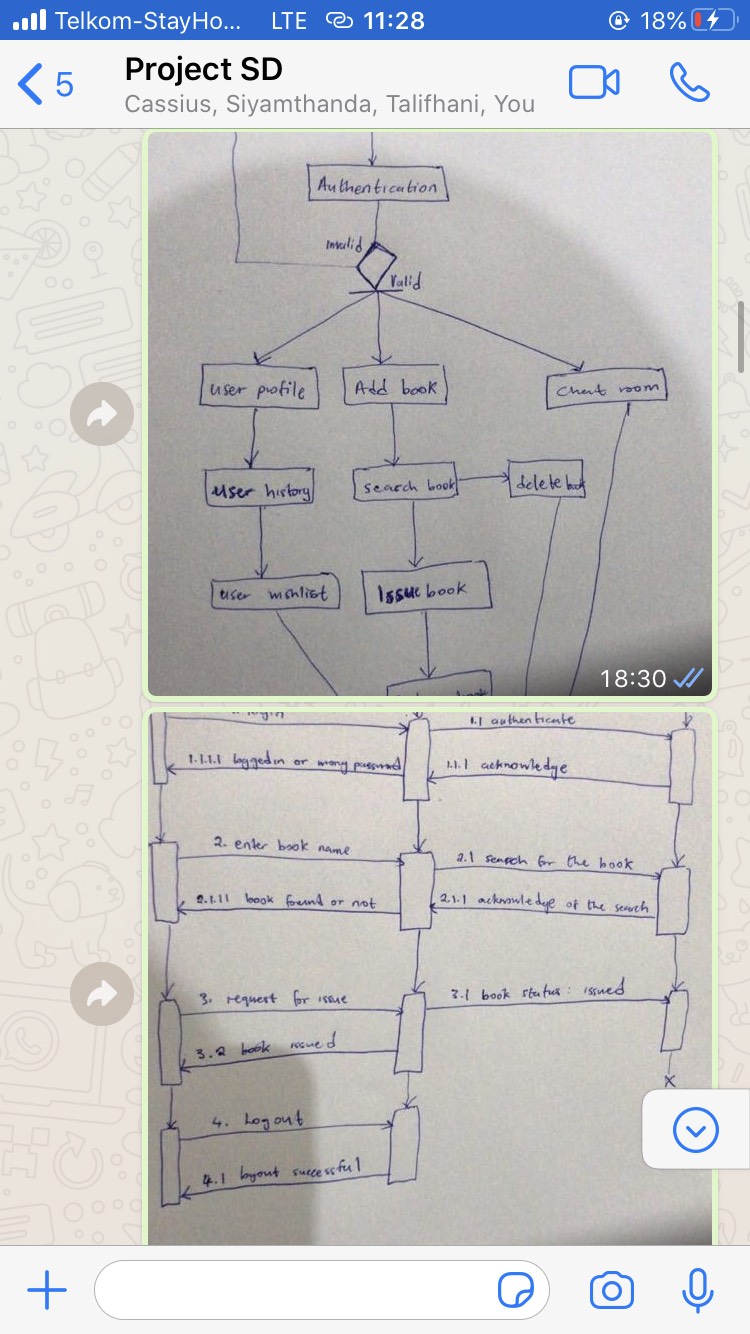 Telkom-StayHo... LTE 11:28 18%
5
Project SD
Cassius, Siyamthanda, Talifhani, You
Authentication
Invalid
Valid
user profile
Add book
Chat room
user history
search book
delete book
user wishlist
Issue book
18:30
login
1.1 authenticate
1.1.1.1 loggedin or wrong password
1.1.1 acknowledge
2. enter book name
2.1 search for the book
2.1.11 book found or not
2.1.1 acknowledge of the search
3. request for issue
3.1 book status: issued
3.2 book issued
x
4. Logout
4.1 logout successful